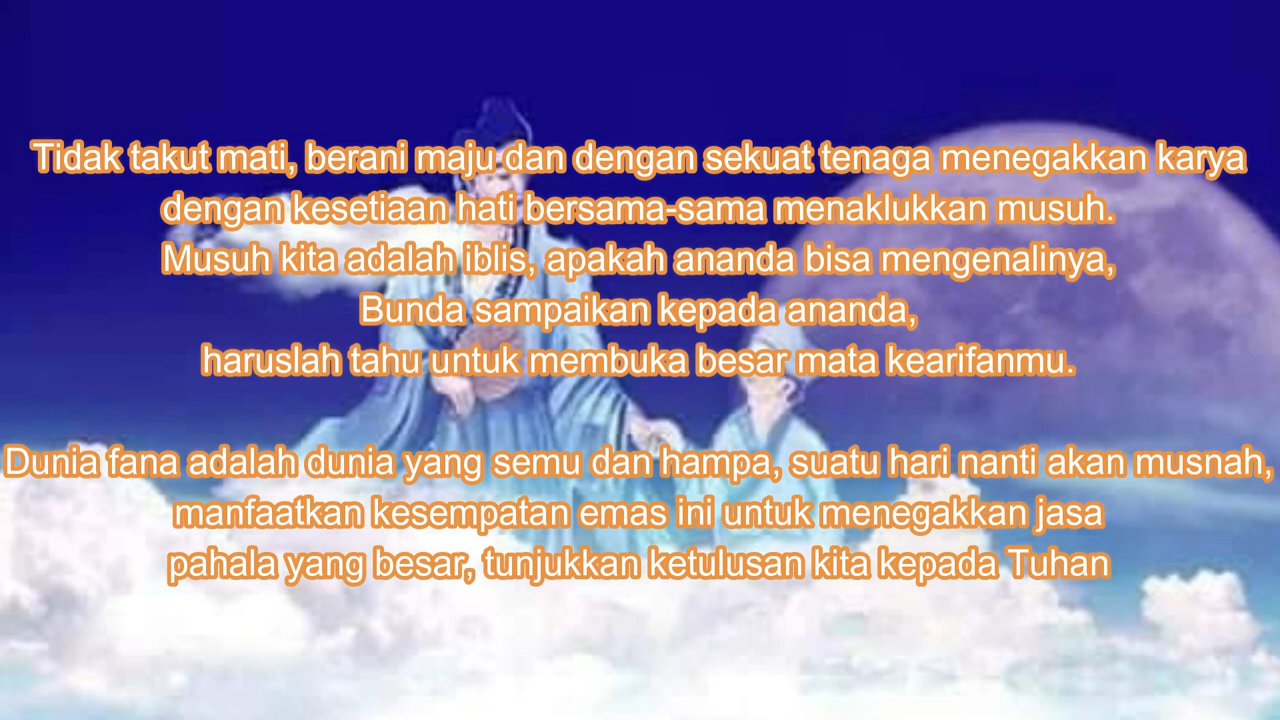 Tidak takut mati, berani maju dan dengan sekuat tenaga menegakkan karya
dengan kesetiaan hati bersama-sama menaklukkan musuh.
Musuh kita adalah iblis, apakah ananda bisa mengenalinya,
Bunda sampaikan kepada ananda,
haruslah tahu untuk membuka besar mata kearifanmu.
Dunia fana adalah dunia yang semu dan hampa, suatu hari nanti akan musnah,
manfaatkan kesempatan emas ini untuk menegakkan jasa
pahala yang besar, tunjukkan ketulusan kita kepada Tuhan